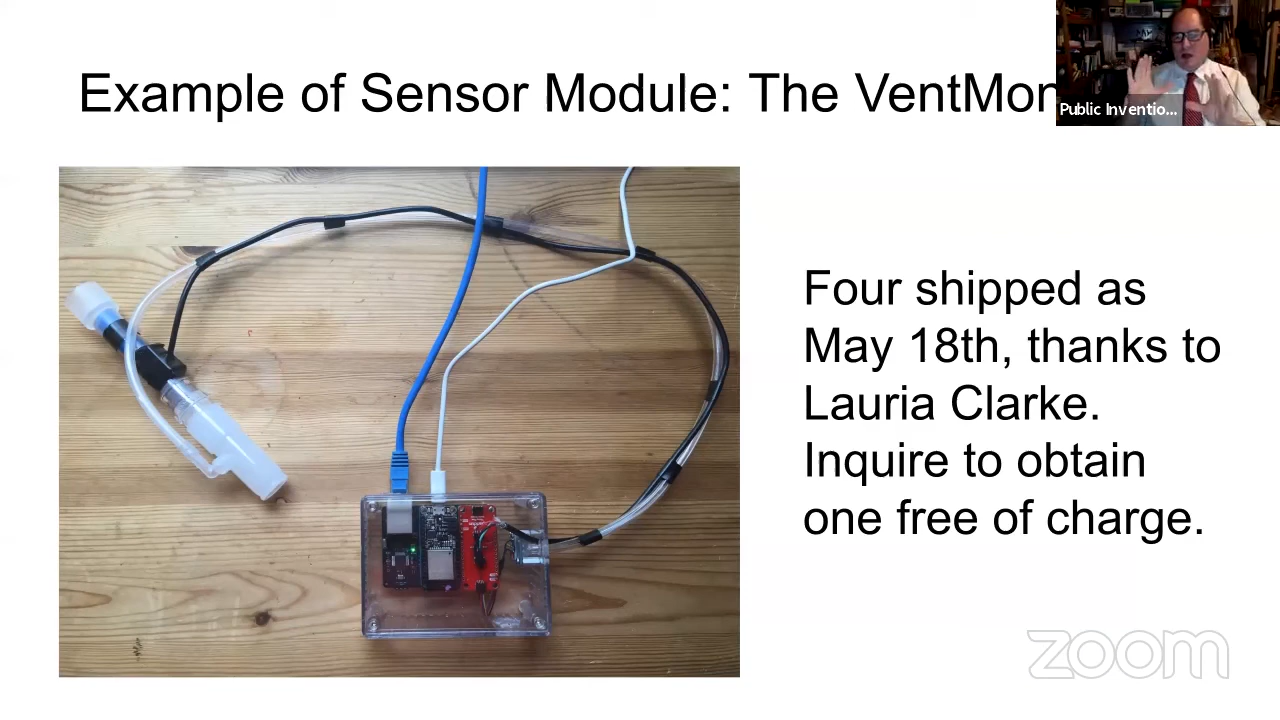 Example of Sensor Module: The VentMon
Public Inventio...
Four shipped as
May 18th, thanks to
Lauria Clarke.
Inquire to obtain
one free of charge.
zoom